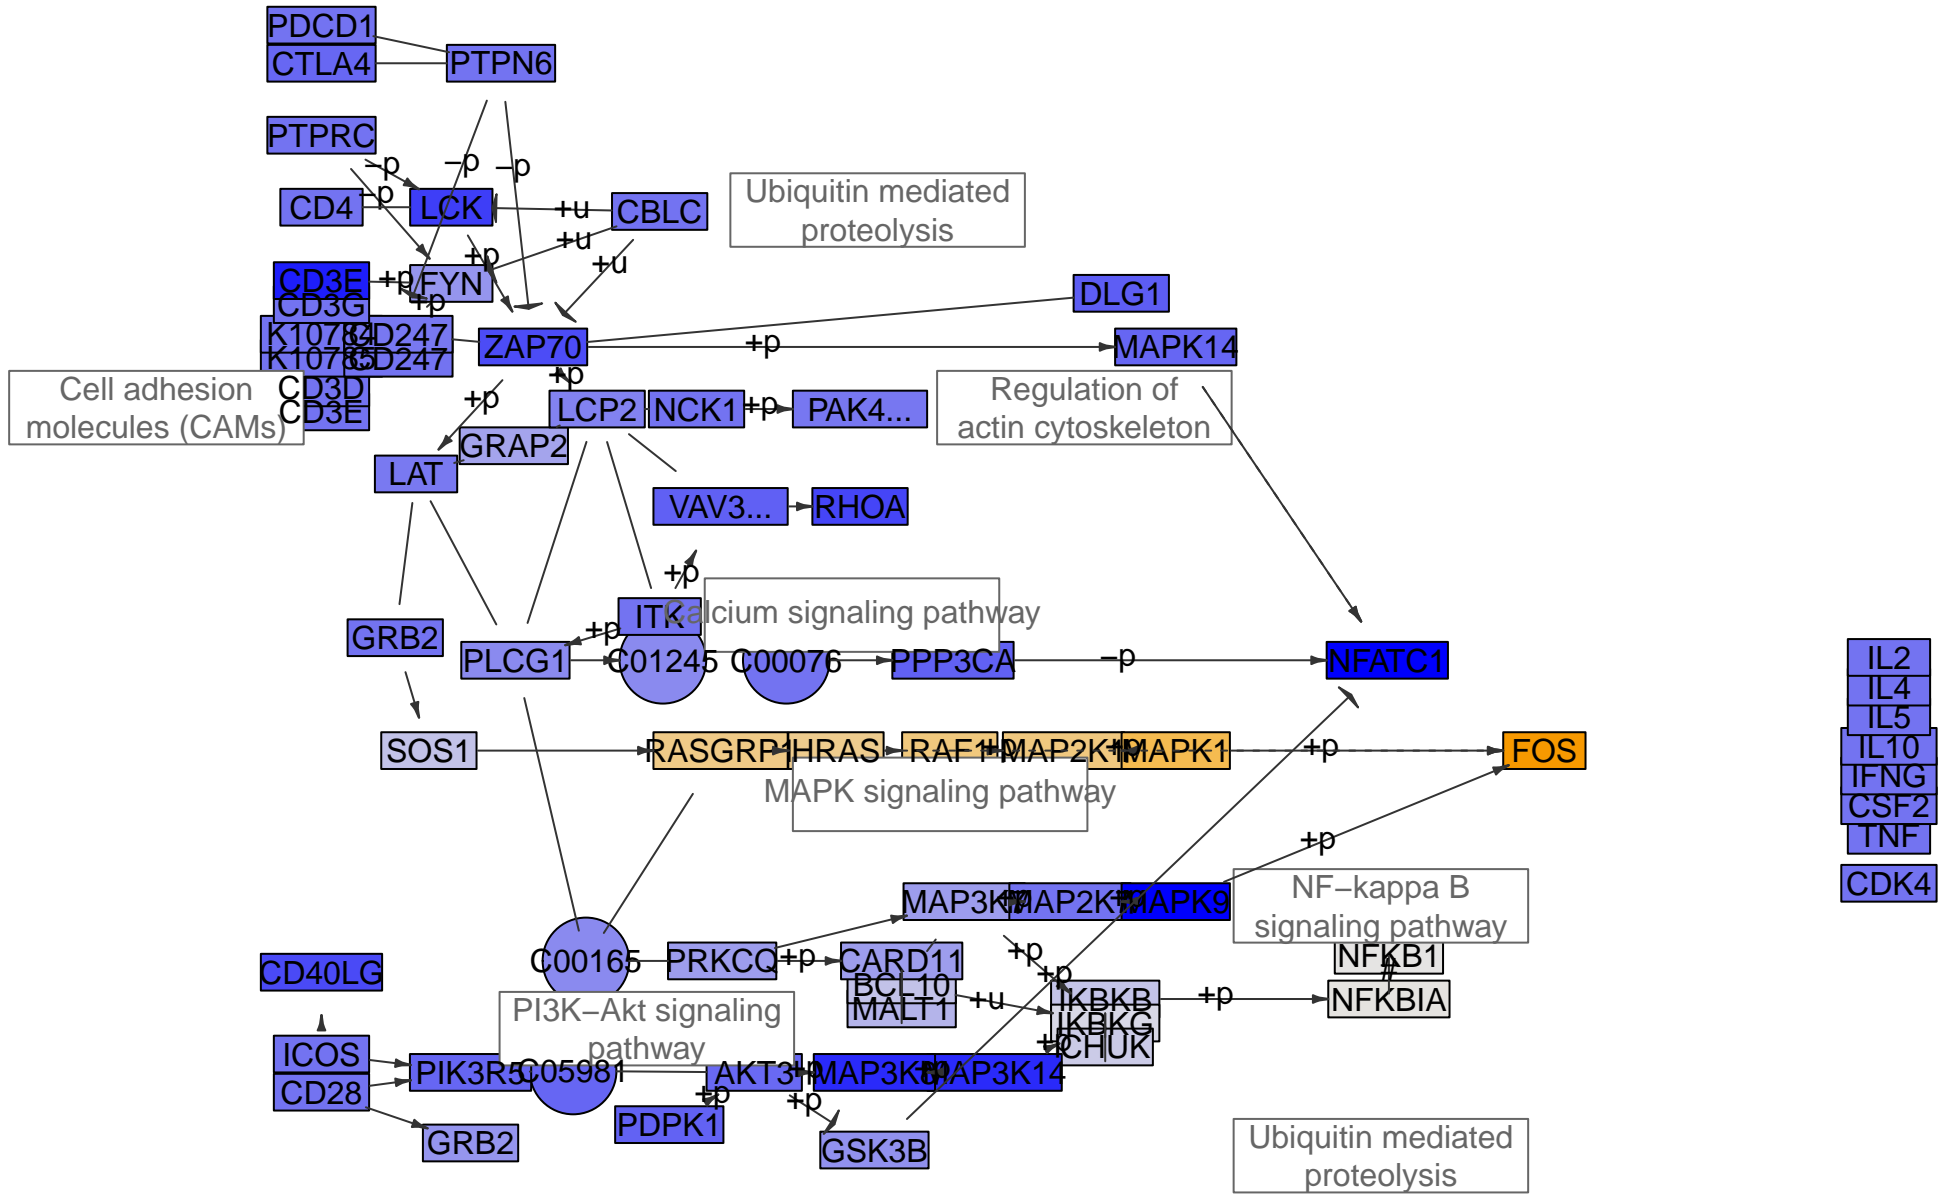 PDCD1
CTLA4
PTPN6
PTPRC
–p
–p
–p
–p
CD4
LCK
+u
CBLC
+u
+u
Ubiquitin mediated
proteolysis
+p
CD3E
+p
FYN
CD3G
+p
DLG1
CD247
ZAP70
+p
MAPK14
CD247
+p
CD3D
CD3E
Cell adhesion
molecules (CAMs)
+p
LCP2
NCK1
+p
PAK4...
Regulation of
actin cytoskeleton
GRAP2
LAT
VAV3...
RHOA
+p
ITK
Calcium signaling pathway
GRB2
+p
PLCG1
C01245
C00076
PPP3CA
–p
NFATC1
IL2
IL4
IL5
IL10
IFNG
CSF2
TNF
CDK4
SOS1
RASGRP1
HRAS
RAF1
MAPK1
+p
FOS
MAPK signaling pathway
+p
MAPK9
NF–kappa B
signaling pathway
C00165
PRKCQ
+p
CARD11
+p
+p
NFKB1
CD40LG
BCL10
MALT1
+u
IKBKB
IKBKG
CHUK
+p
+p
NFKBIA
PI3K–Akt signaling
pathway
ICOS
CD28
PIK3R5
C05981
AKT3
+p
MAP3K14
PDPK1
+p
+p
GRB2
GSK3B
Ubiquitin mediated
proteolysis